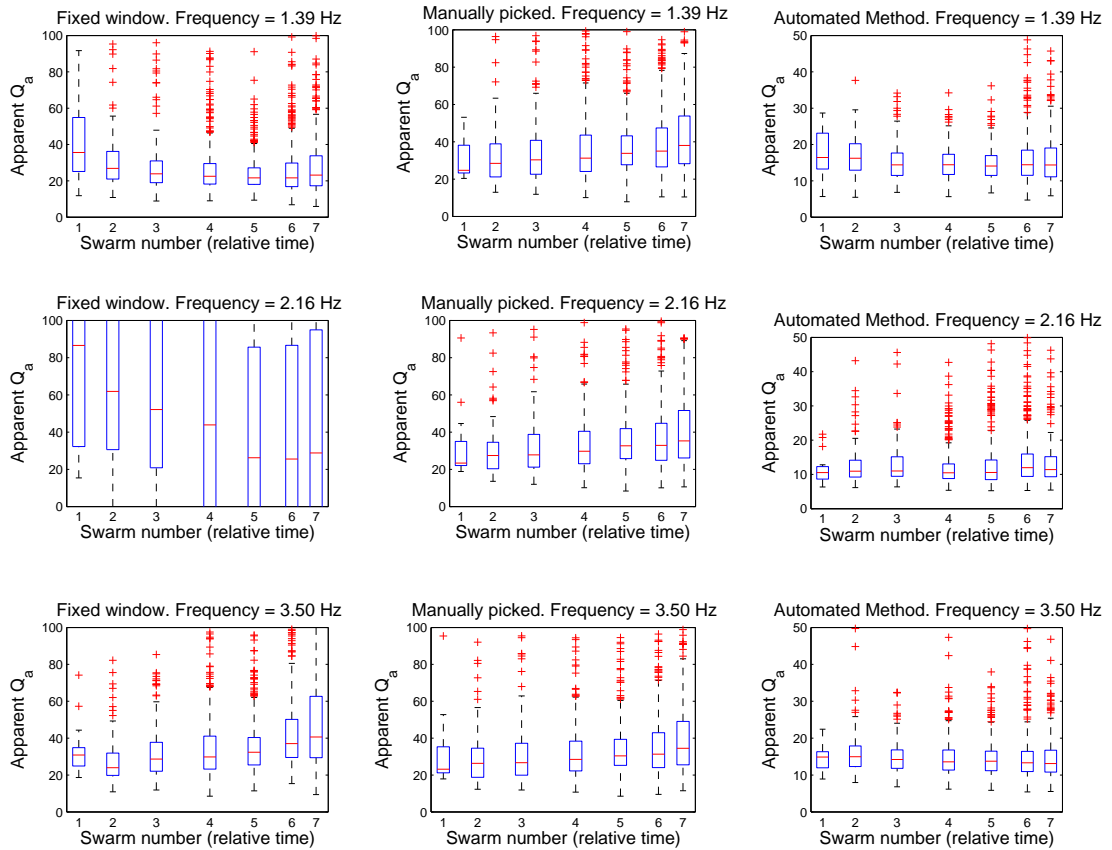 Fixed window. Frequency = 1.39 Hz
100
80
60
40
20
0
Apparent Q_a
1 2 3 4 5 6 7
Swarm number (relative time)
Manually picked. Frequency = 1.39 Hz
100
80
60
40
20
0
Apparent Q_a
1 2 3 4 5 6 7
Swarm number (relative time)
Automated Method. Frequency = 1.39 Hz
50
40
30
20
10
0
Apparent Q_a
1 2 3 4 5 6 7
Swarm number (relative time)
Fixed window. Frequency = 2.16 Hz
100
80
60
40
20
0
Apparent Q_a
1 2 3 4 5 6 7
Swarm number (relative time)
Manually picked. Frequency = 2.16 Hz
100
80
60
40
20
0
Apparent Q_a
1 2 3 4 5 6 7
Swarm number (relative time)
Automated Method. Frequency = 2.16 Hz
50
40
30
20
10
0
Apparent Q_a
1 2 3 4 5 6 7
Swarm number (relative time)
Fixed window. Frequency = 3.50 Hz
100
80
60
40
20
0
Apparent Q_a
1 2 3 4 5 6 7
Swarm number (relative time)
Manually picked. Frequency = 3.50 Hz
100
80
60
40
20
0
Apparent Q_a
1 2 3 4 5 6 7
Swarm number (relative time)
Automated Method. Frequency = 3.50 Hz
50
40
30
20
10
0
Apparent Q_a
1 2 3 4 5 6 7
Swarm number (relative time)